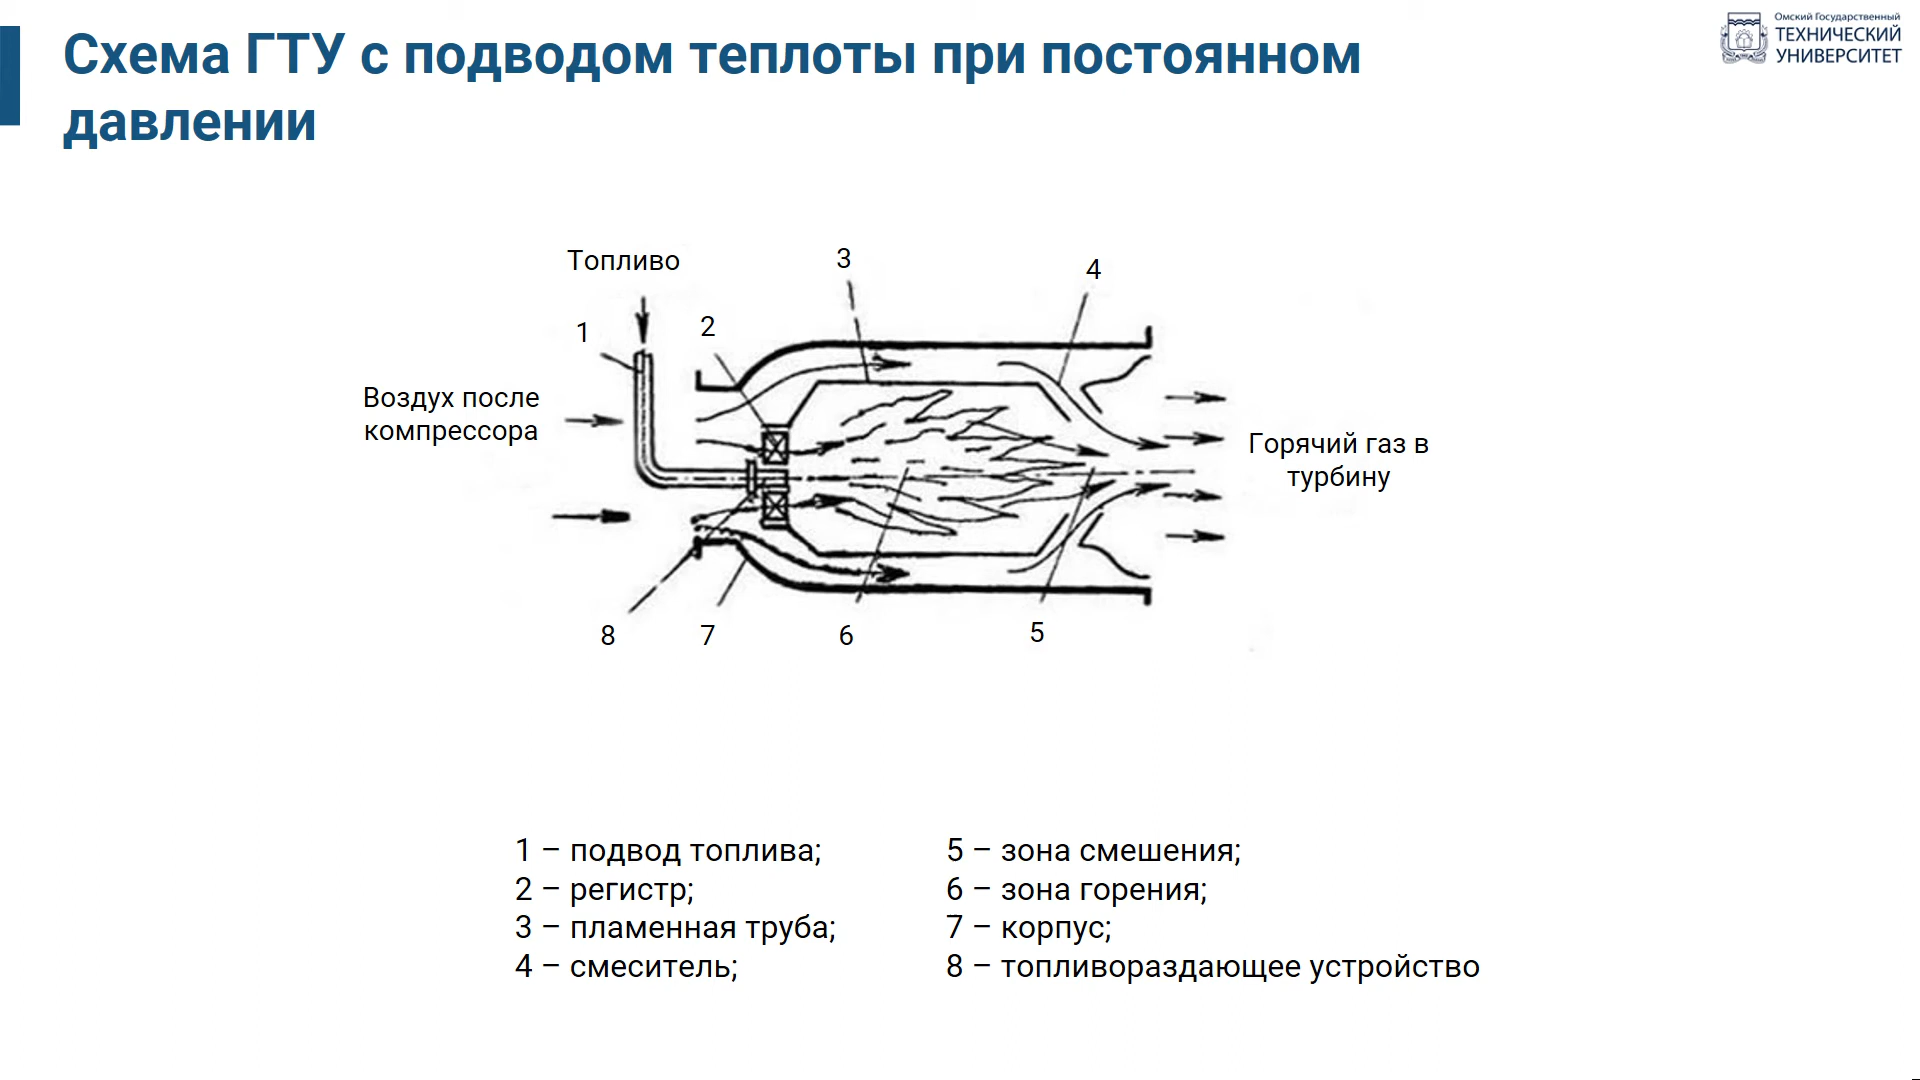 Схема ГТУ с подводом теплоты при постоянном
давлении
Омский Государственный
ТЕХНИЧЕСКИЙ
УНИВЕРСИТЕТ
Топливо
3
4
1
2
Воздух после
компрессора
Горячий газ в
турбину
8
7
6
5
1 – подвод топлива;
2 – регистр;
3 – пламенная труба;
4 – смеситель;
5 – зона смешения;
6 – зона горения;
7 – корпус;
8 – топливораздающее устройство